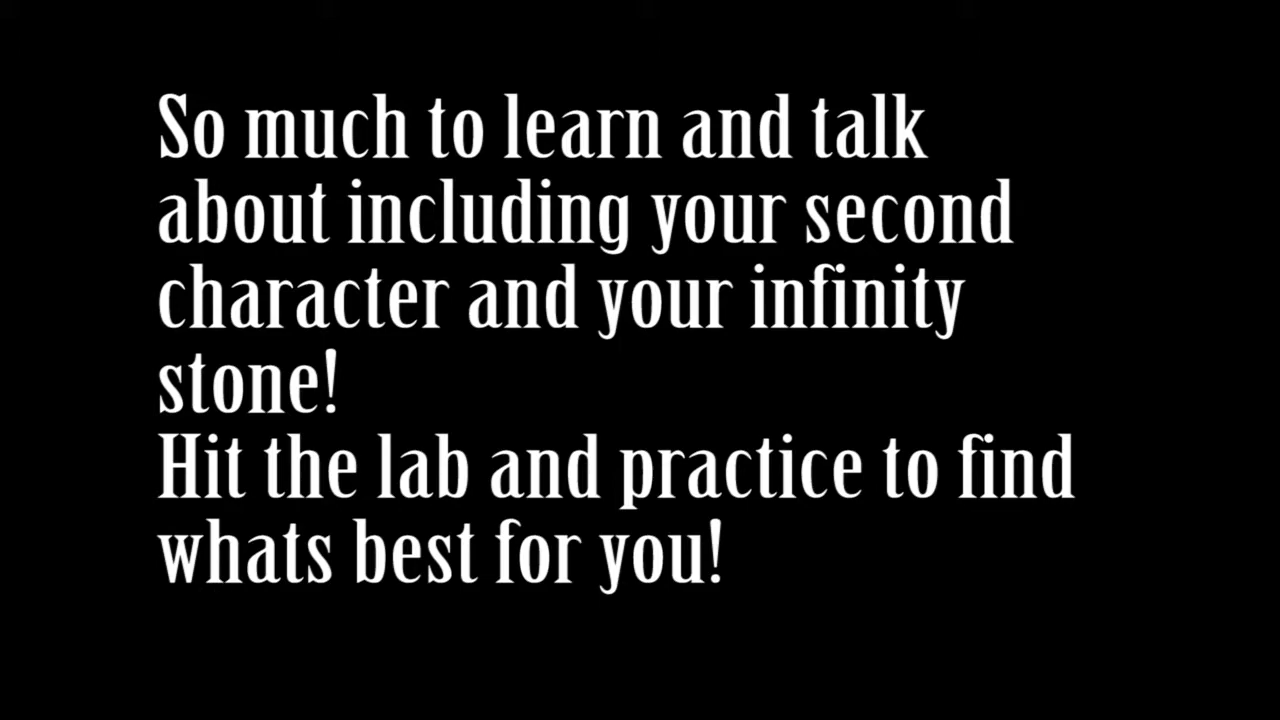 So much to learn and talk
about including your second
character and your infinity
stone!
Hit the lab and practice to find
whats best for you!